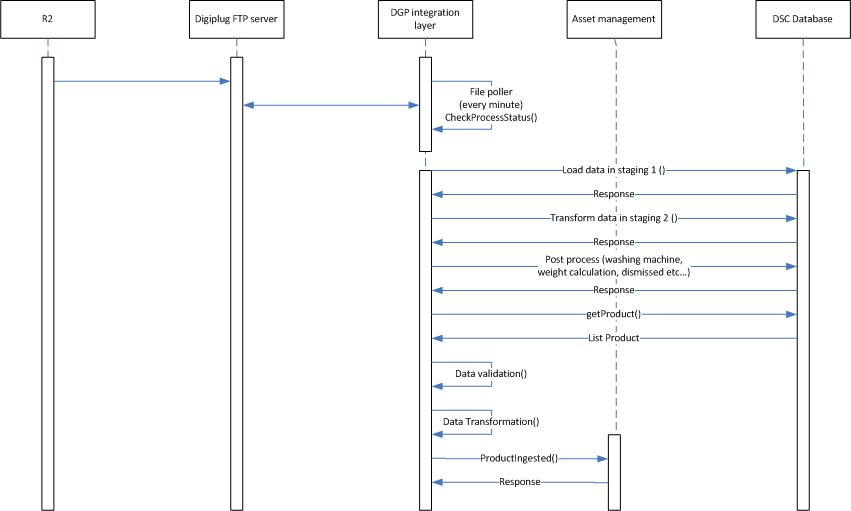 R2
Digiplug FTP server
DGP integration
layer
Asset management
DSC Database
File poller
(every minute)
CheckProcessStatus()
Load data in staging 1 ()
Response
Transform data in staging 2 ()
Response
Post process (washing machine,
weight calculation, dismissed etc...)
Response
getProduct()
List Product
Data validation()
Data Transformation()
ProductIngested()
Response